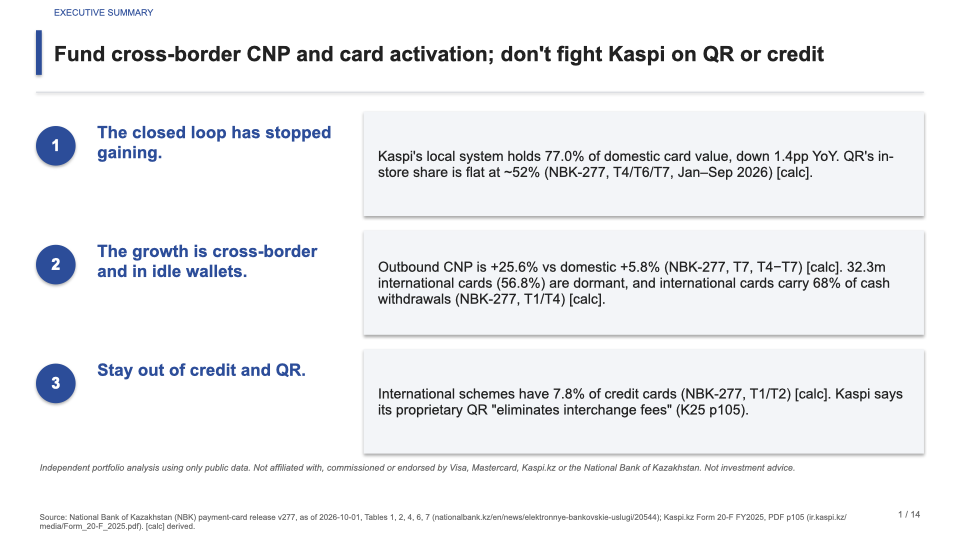 EXECUTIVE SUMMARY
Fund cross-border CNP and card activation; don't fight Kaspi on QR or credit
1
The closed loop has stopped
gaining.
Kaspi's local system holds 77.0% of domestic card value, down 1.4pp YoY. QR's in-
store share is flat at ~52% (NBK-277, T4/T6/T7, Jan–Sep 2026) [calc].
2
The growth is cross-border
and in idle wallets.
Outbound CNP is +25.6% vs domestic +5.8% (NBK-277, T7, T4−T7) [calc]. 32.3m
international cards (56.8%) are dormant, and international cards carry 68% of cash
withdrawals (NBK-277, T1/T4) [calc].
3
Stay out of credit and QR.
International schemes have 7.8% of credit cards (NBK-277, T1/T2) [calc]. Kaspi says
its proprietary QR "eliminates interchange fees" (K25 p105).
Independent portfolio analysis using only public data. Not affiliated with, commissioned or endorsed by Visa, Mastercard, Kaspi.kz or the National Bank of Kazakhstan. Not investment advice.
Source: National Bank of Kazakhstan (NBK) payment-card release v277, as of 2026-10-01, Tables 1, 2, 4, 6, 7 (nationalbank.kz/en/news/elektronnye-bankovskie-uslugi/20544); Kaspi.kz Form 20-F FY2025, PDF p105 (ir.kaspi.kz/
media/Form_20-F_2025.pdf). [calc] derived.
1 / 14